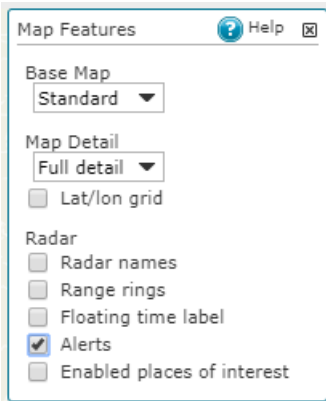 Map Features ? Help
Base Map
Standard
Map Detail
Full detail
Lat/lon grid
Radar
Radar names
Range rings
Floating time label
Alerts
Enabled places of interest